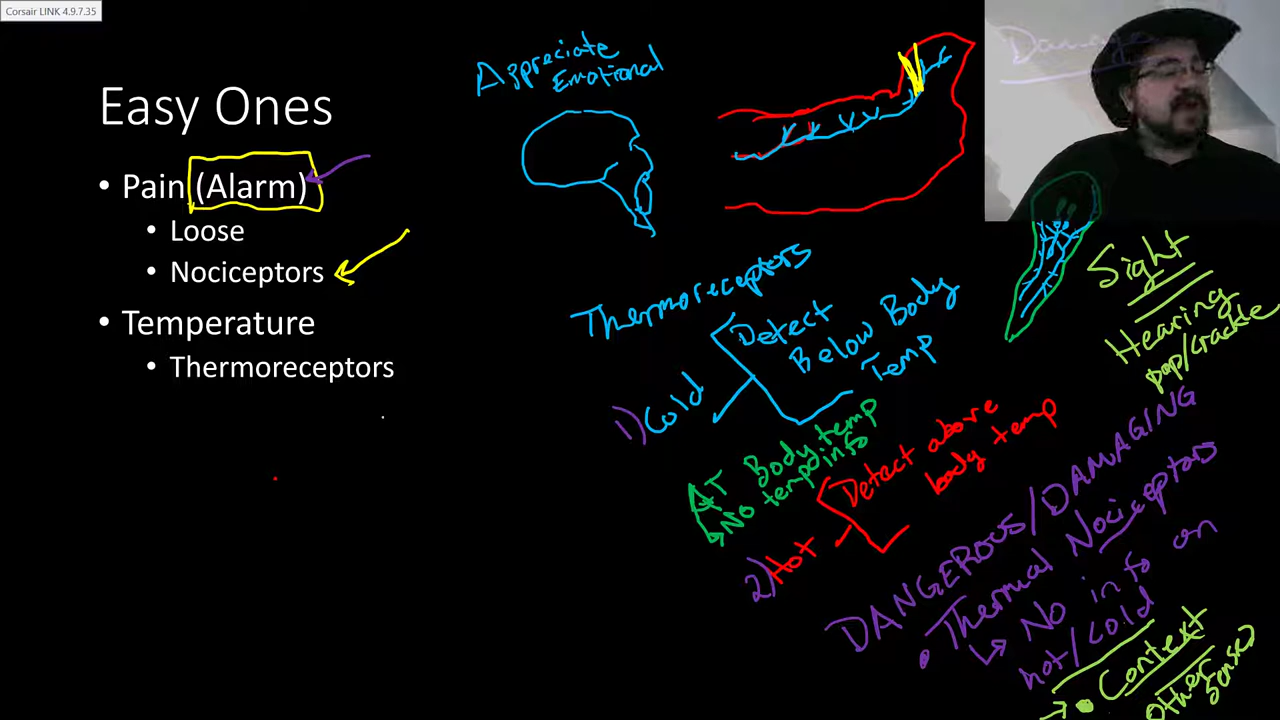 Corsair LINK 4.9.7.35
Easy Ones
• Pain (Alarm)
• Loose
• Nociceptors
• Temperature
• Thermoreceptors
Appreciate
Emotional
Damage
Thermoreceptors
1) Cold
Detect
Below Body
Temp
AT Body temp
↳ No temp info
2) Hot
Detect above
body temp
Sight
Hearing
pop/crackle
DANGEROUS/DAMAGING
• Thermal Nociceptors
↳ No info on
hot/cold
→ • Context
Other
senses